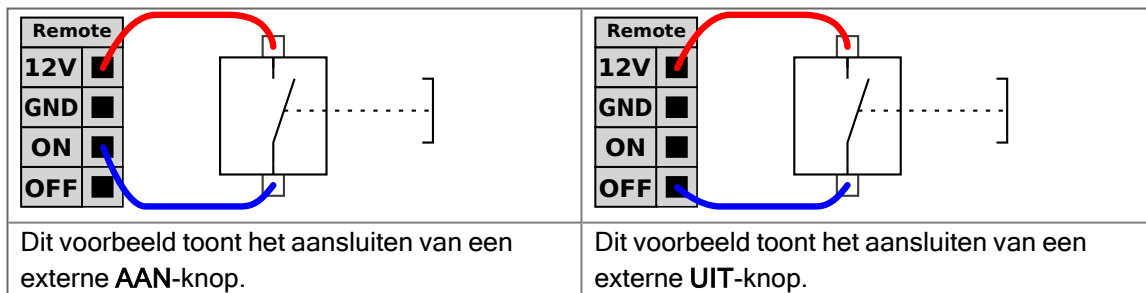 Remote
12V
GND
ON
OFF
Remote
12V
GND
ON
OFF
Dit voorbeeld toont het aansluiten van een
externe AAN-knop.
Dit voorbeeld toont het aansluiten van een
externe UIT-knop.